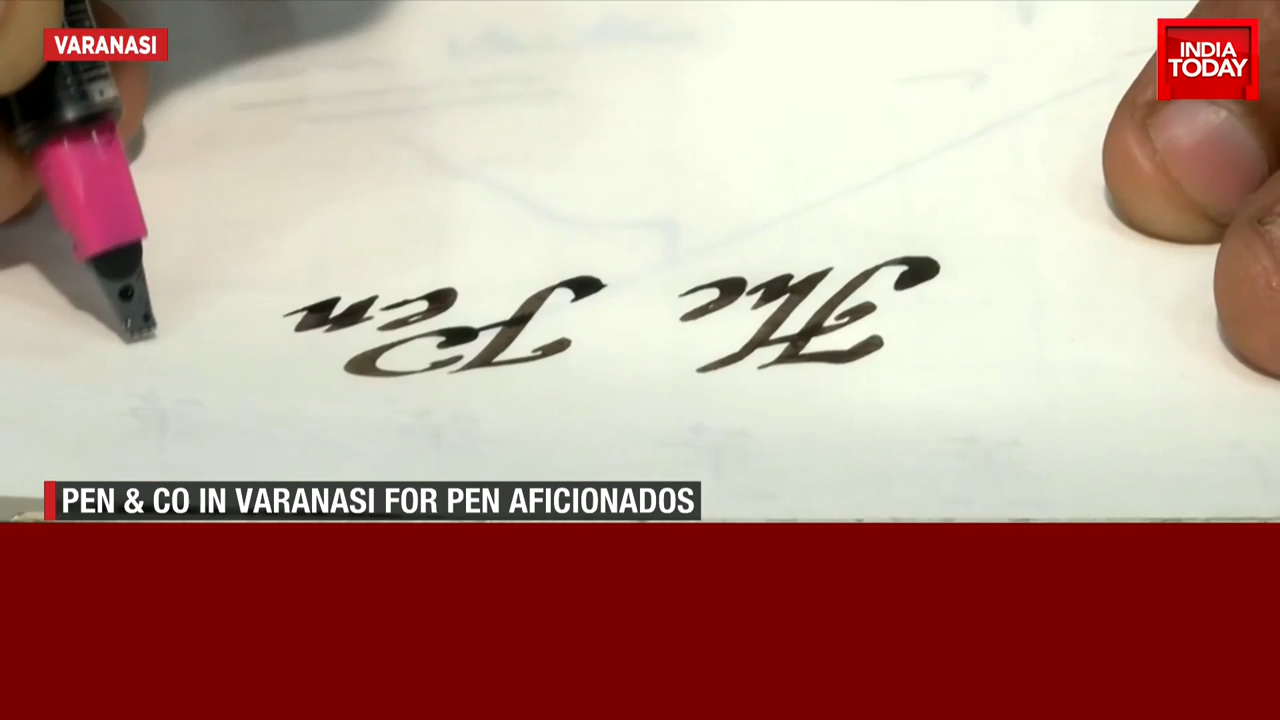 VARANASI
INDIA
TODAY
The Pen
PEN & CO IN VARANASI FOR PEN AFICIONADOS